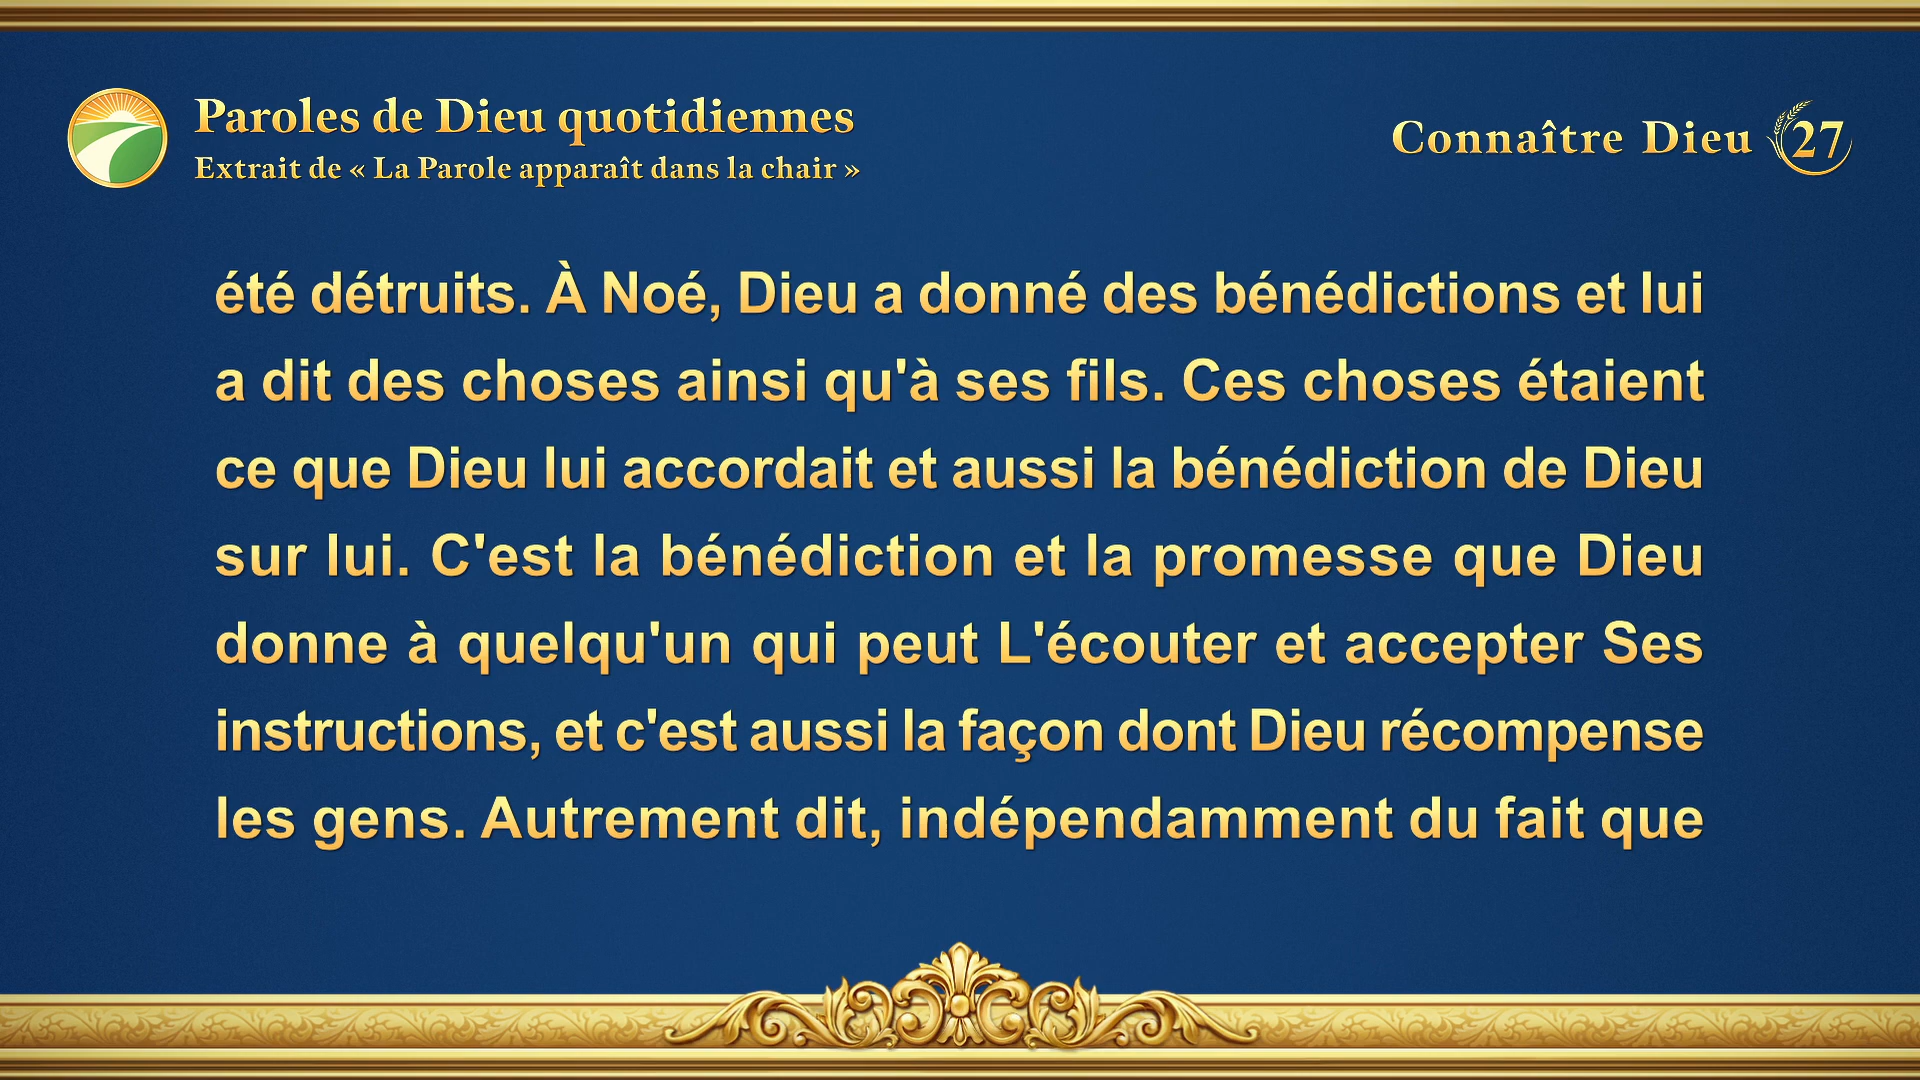 Paroles de Dieu quotidiennes
Extrait de « La Parole apparaît dans la chair »
Connaître Dieu 27
été détruits. À Noé, Dieu a donné des bénédictions et lui
a dit des choses ainsi qu'à ses fils. Ces choses étaient
ce que Dieu lui accordait et aussi la bénédiction de Dieu
sur lui. C'est la bénédiction et la promesse que Dieu
donne à quelqu'un qui peut L'écouter et accepter Ses
instructions, et c'est aussi la façon dont Dieu récompense
les gens. Autrement dit, indépendamment du fait que